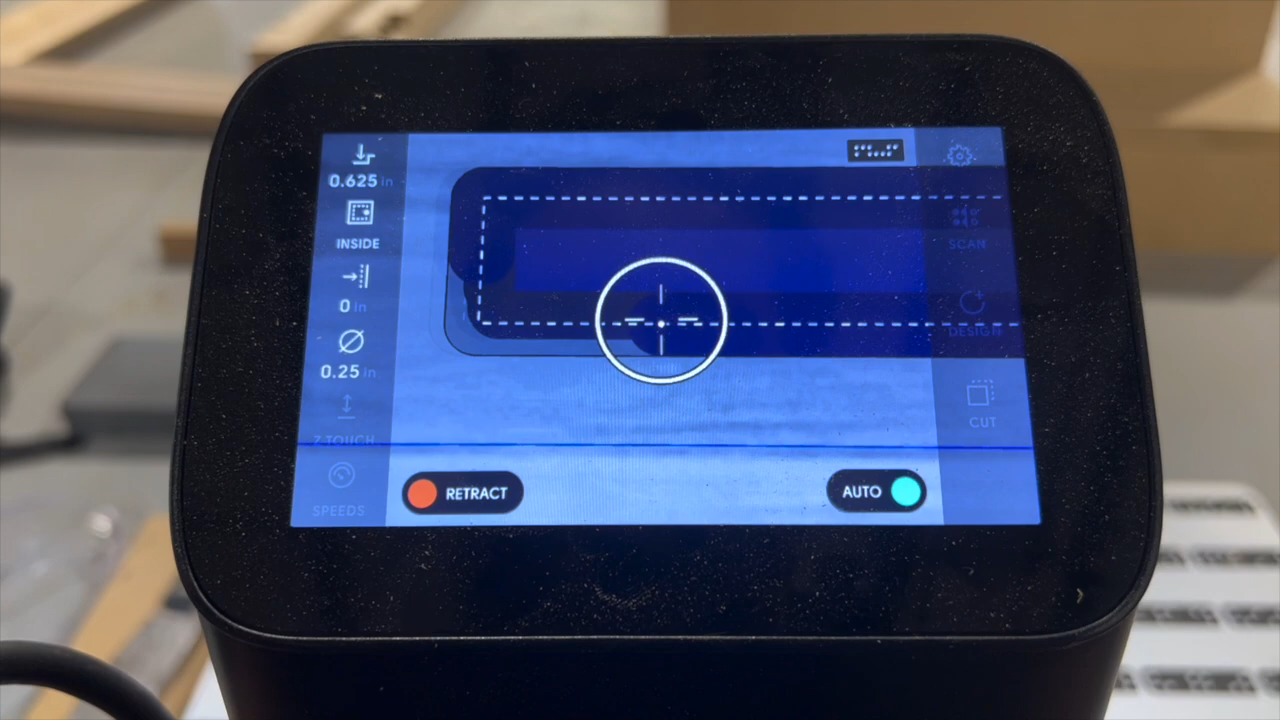 0.625 in
INSIDE
0 in
0.25 in
Z TOUCH
SPEEDS
SCAN
DESIGN
CUT
RETRACT
AUTO